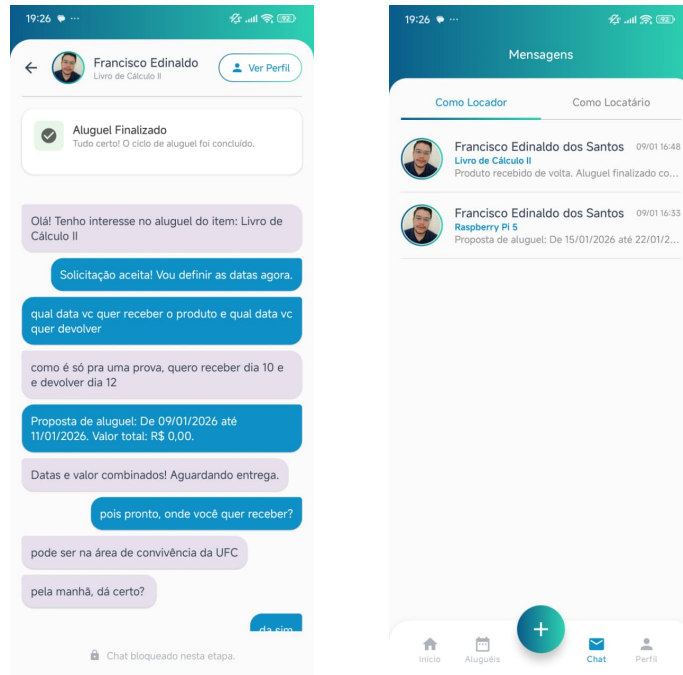 19:26 ...
92
Francisco Edinaldo
Livro de Cálculo II
Ver Perfil
Aluguel Finalizado
Tudo certo! O ciclo de aluguel foi concluído.
Olá! Tenho interesse no aluguel do item: Livro de
Cálculo II
Solicitação aceita! Vou definir as datas agora.
qual data vc quer receber o produto e qual data vc
quer devolver
como é só pra uma prova, quero receber dia 10 e
e devolver dia 12
Proposta de aluguel: De 09/01/2026 até
11/01/2026. Valor total: R$ 0,00.
Datas e valor combinados! Aguardando entrega.
pois pronto, onde você quer receber?
pode ser na área de convivência da UFC
pela manhã, dá certo?
da sim
Chat bloqueado nesta etapa.
19:26 ...
92
Mensagens
Como Locador
Como Locatário
Francisco Edinaldo dos Santos 09/01 16:48
Livro de Cálculo II
Produto recebido de volta. Aluguel finalizado co...
Francisco Edinaldo dos Santos 09/01 16:33
Raspberry Pi 5
Proposta de aluguel: De 15/01/2026 até 22/01/2...
Início
Aluguéis
+
Chat
Perfil